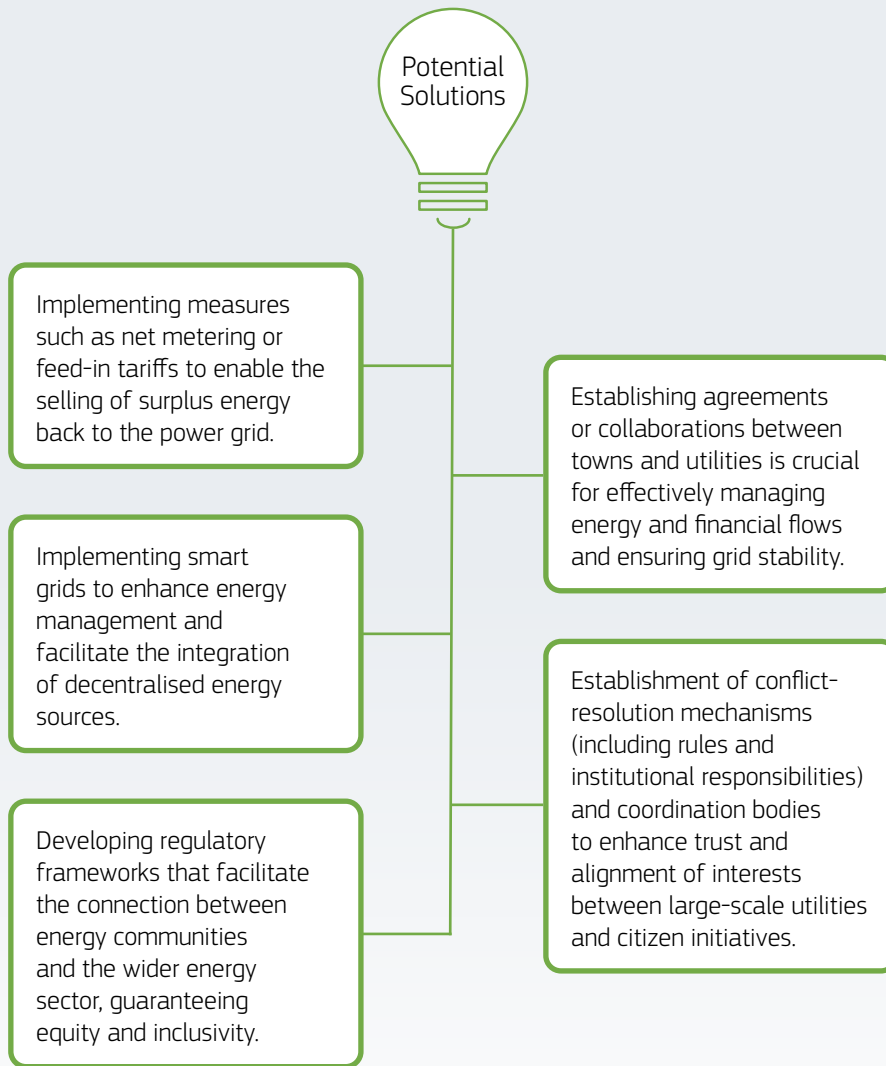 Potential
Solutions
Implementing measures
such as net metering or
feed-in tariffs to enable the
selling of surplus energy
back to the power grid.
Establishing agreements
or collaborations between
towns and utilities is crucial
for effectively managing
energy and financial flows
and ensuring grid stability.
Implementing smart
grids to enhance energy
management and
facilitate the integration
of decentralised energy
sources.
Establishment of conflict-
resolution mechanisms
(including rules and
institutional responsibilities)
and coordination bodies
to enhance trust and
alignment of interests
between large-scale utilities
and citizen initiatives.
Developing regulatory
frameworks that facilitate
the connection between
energy communities
and the wider energy
sector, guaranteeing
equity and inclusivity.